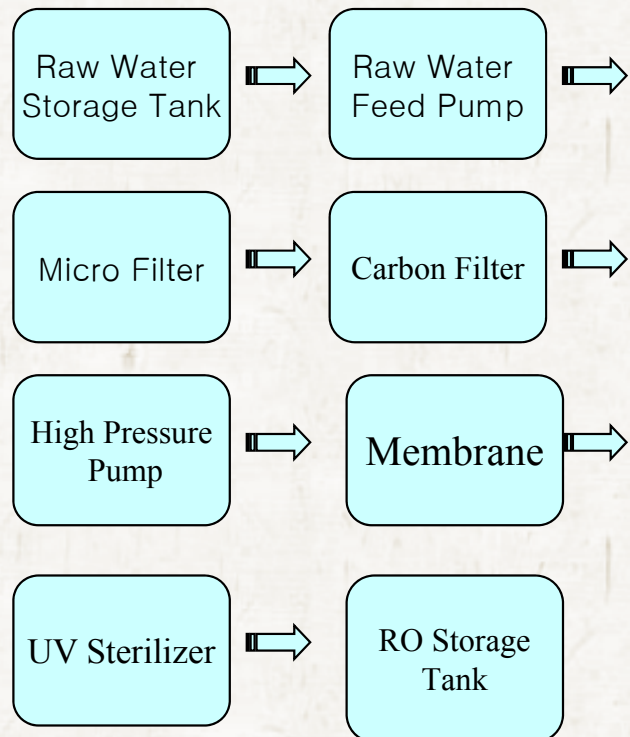 Raw Water
Storage Tank
Raw Water
Feed Pump
Micro Filter
Carbon Filter
High Pressure
Pump
Membrane
UV Sterilizer
RO Storage
Tank